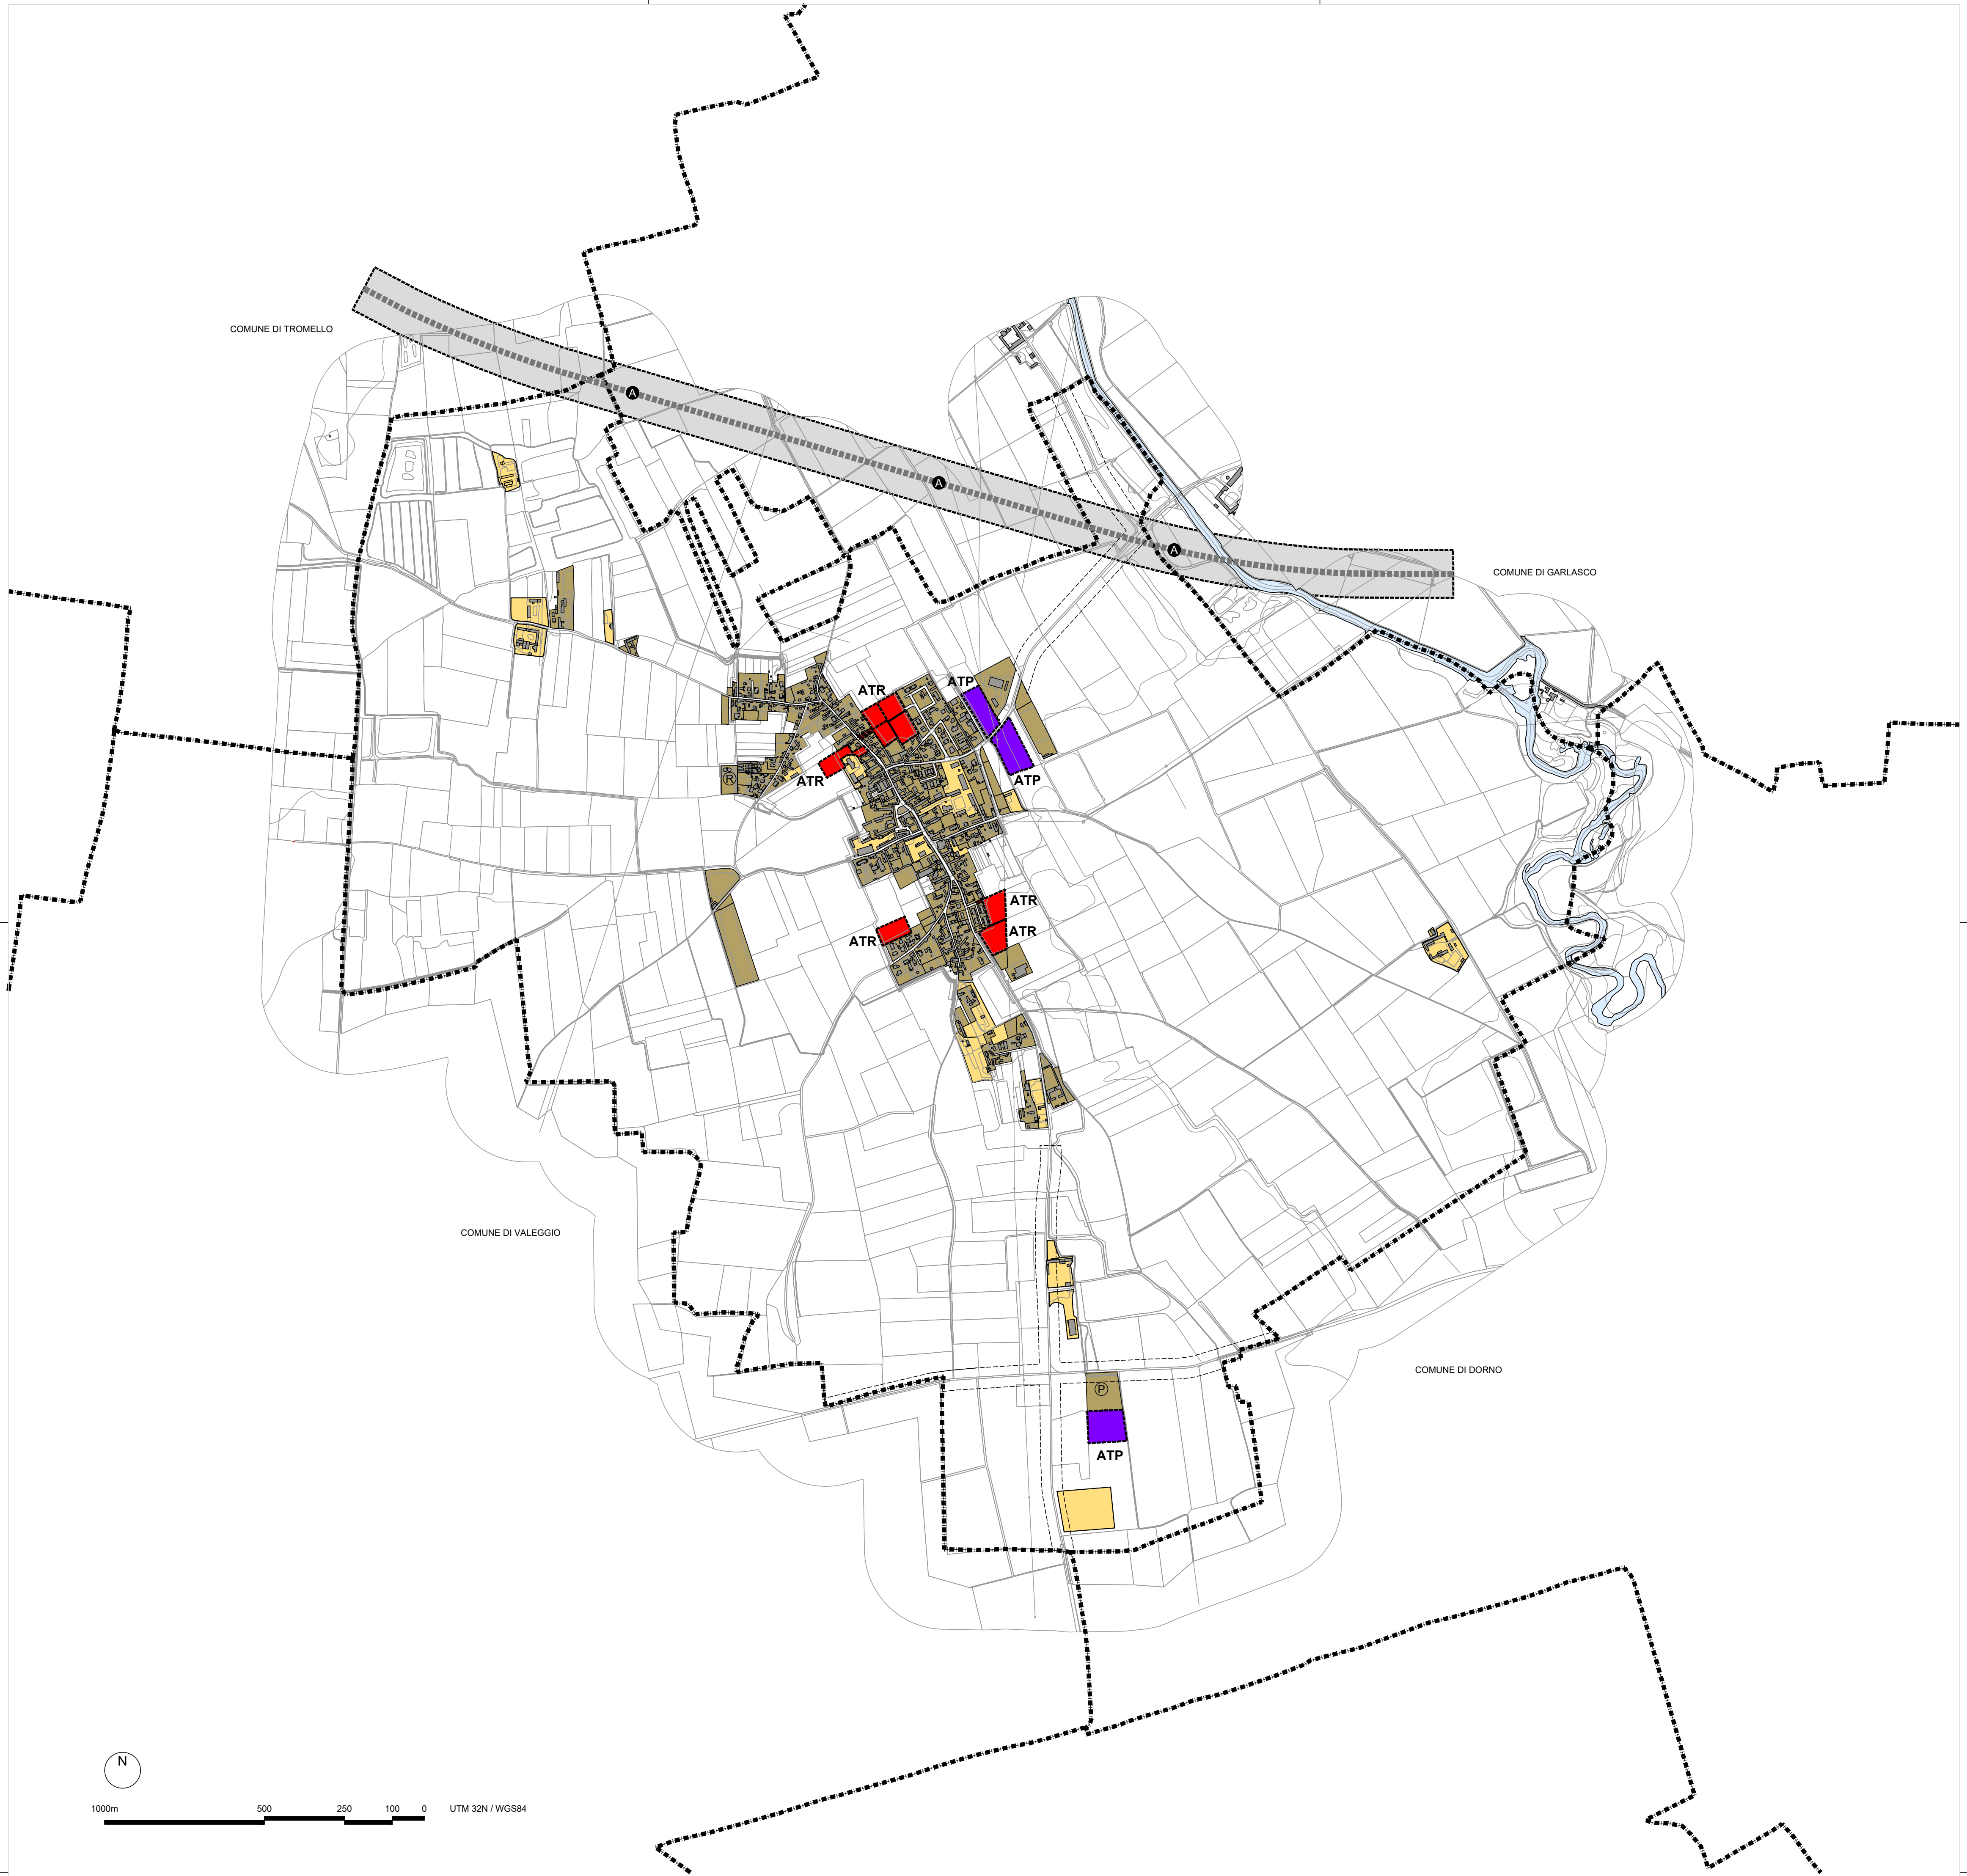 COMUNE DI TROMELLO
A
A
A
COMUNE DI GARLASCO
ATP
ATR
R
ATR
ATP
ATR
ATR
ATR
COMUNE DI VALEGGIO
COMUNE DI DORNO
P
ATP
N
1000m 500 250 100 0 UTM 32N / WGS84